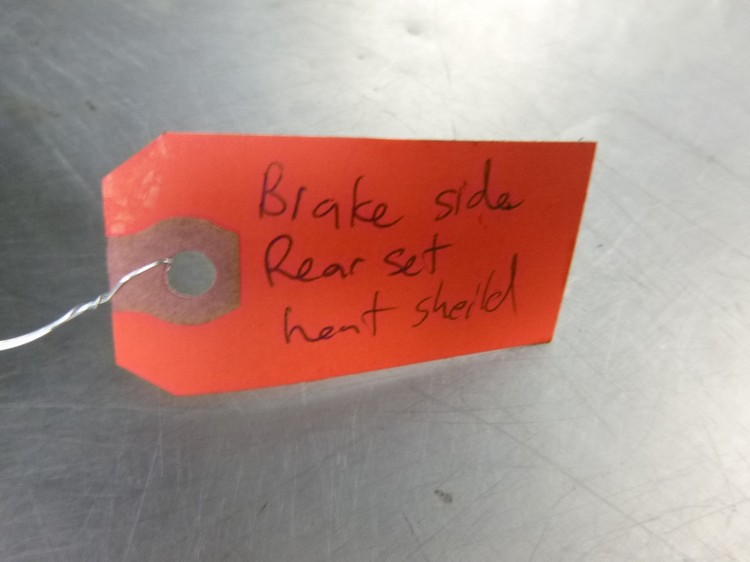 Brake side
Rear set
heat sheild